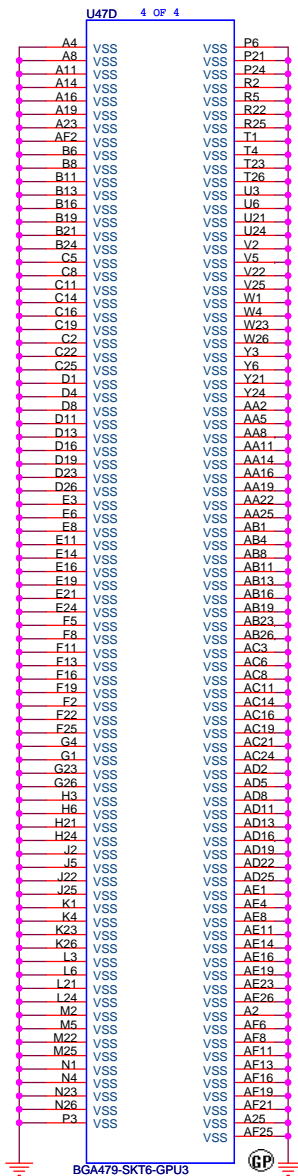 U47D 4 OF 4
A4 VSS VSS P6
A8 VSS VSS P21
A11 VSS VSS P24
A14 VSS VSS R2
A16 VSS VSS R5
A19 VSS VSS R22
A23 VSS VSS R25
AF2 VSS VSS T1
B6 VSS VSS T4
B8 VSS VSS T23
B11 VSS VSS T26
B13 VSS VSS U3
B16 VSS VSS U6
B19 VSS VSS U21
B21 VSS VSS U24
B24 VSS VSS V2
C5 VSS VSS V5
C8 VSS VSS V22
C11 VSS VSS V25
C14 VSS VSS W1
C16 VSS VSS W4
C19 VSS VSS W23
C2 VSS VSS W26
C22 VSS VSS Y3
C25 VSS VSS Y6
D1 VSS VSS Y21
D4 VSS VSS Y24
D8 VSS VSS AA2
D11 VSS VSS AA5
D13 VSS VSS AA8
D16 VSS VSS AA11
D19 VSS VSS AA14
D23 VSS VSS AA16
D26 VSS VSS AA19
E3 VSS VSS AA22
E6 VSS VSS AA25
E8 VSS VSS AB1
E11 VSS VSS AB4
E14 VSS VSS AB8
E16 VSS VSS AB11
E19 VSS VSS AB13
E21 VSS VSS AB16
E24 VSS VSS AB19
F5 VSS VSS AB23
F8 VSS VSS AB26
F11 VSS VSS AC3
F13 VSS VSS AC6
F16 VSS VSS AC8
F19 VSS VSS AC11
F2 VSS VSS AC14
F22 VSS VSS AC16
F25 VSS VSS AC19
G4 VSS VSS AC21
G1 VSS VSS AC24
G23 VSS VSS AD2
G26 VSS VSS AD5
H3 VSS VSS AD8
H6 VSS VSS AD11
H21 VSS VSS AD13
H24 VSS VSS AD16
J2 VSS VSS AD19
J5 VSS VSS AD22
J22 VSS VSS AD25
J25 VSS VSS AE1
K1 VSS VSS AE4
K4 VSS VSS AE8
K23 VSS VSS AE11
K26 VSS VSS AE14
L3 VSS VSS AE16
L6 VSS VSS AE19
L21 VSS VSS AE23
L24 VSS VSS AE26
M2 VSS VSS A2
M5 VSS VSS AF6
M22 VSS VSS AF8
M25 VSS VSS AF11
N1 VSS VSS AF13
N4 VSS VSS AF16
N23 VSS VSS AF19
N26 VSS VSS AF21
P3 VSS VSS A25
VSS AF25
GP
BGA479-SKT6-GPU3